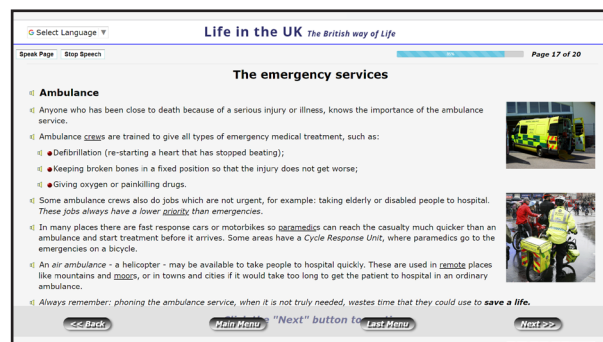 G Select Language ▼
Life in the UK The British way of Life
Speak Page Stop Speech
Page 17 of 20
The emergency services
Ambulance
Anyone who has been close to death because of a serious injury or illness, knows the importance of the ambulance
service.
Ambulance crews are trained to give all types of emergency medical treatment, such as:
Defibrillation (re-starting a heart that has stopped beating);
Keeping broken bones in a fixed position so that the injury does not get worse;
Giving oxygen or painkilling drugs.
Some ambulance crews also do jobs which are not urgent, for example: taking elderly or disabled people to hospital.
These jobs always have a lower priority than emergencies.
In many places there are fast response cars or motorbikes so paramedics can reach the casualty much quicker than an
ambulance and start treatment before it arrives. Some areas have a Cycle Response Unit, where paramedics go to the
emergencies on a bicycle.
An air ambulance - a helicopter - may be available to take people to hospital quickly. These are used in remote places
like mountains and moors, or in towns and cities if it would take too long to get the patient to hospital in an ordinary
ambulance.
Always remember: phoning the ambulance service, when it is not truly needed, wastes time that they could use to save a life.
the "Next" button to
<< Back Main Menu Last Menu Next >>